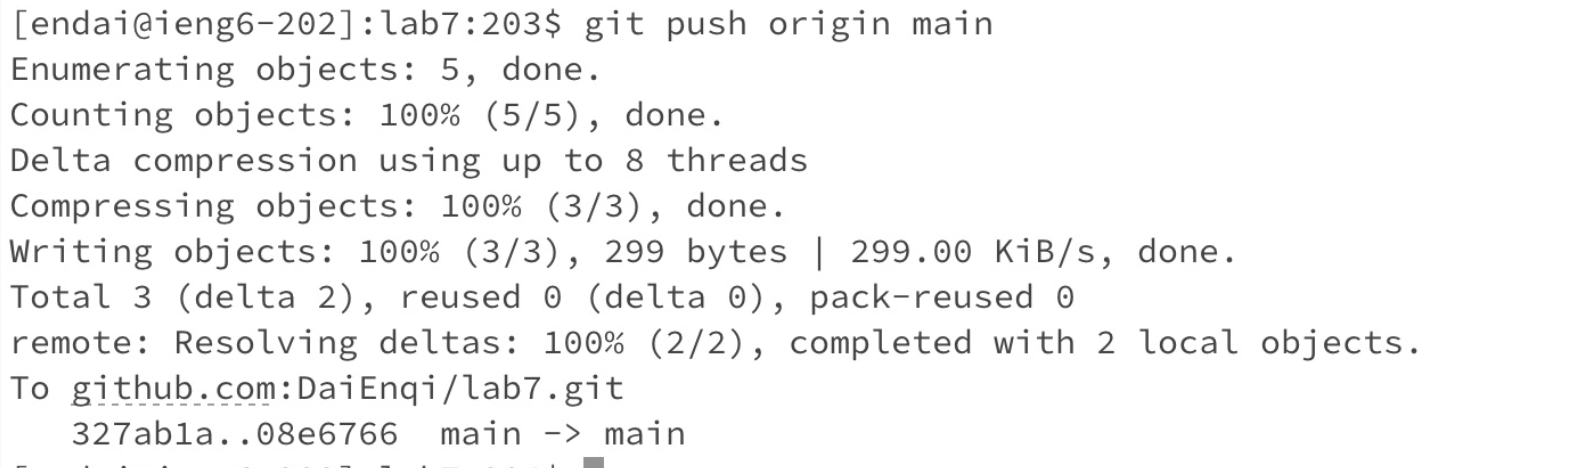 [endai@ieng6-202]:lab7:203$ git push origin main
Enumerating objects: 5, done.
Counting objects: 100% (5/5), done.
Delta compression using up to 8 threads
Compressing objects: 100% (3/3), done.
Writing objects: 100% (3/3), 299 bytes | 299.00 KiB/s, done.
Total 3 (delta 2), reused 0 (delta 0), pack-reused 0
remote: Resolving deltas: 100% (2/2), completed with 2 local objects.
To github.com:DaiEnqi/lab7.git
   327ab1a..08e6766  main -> main